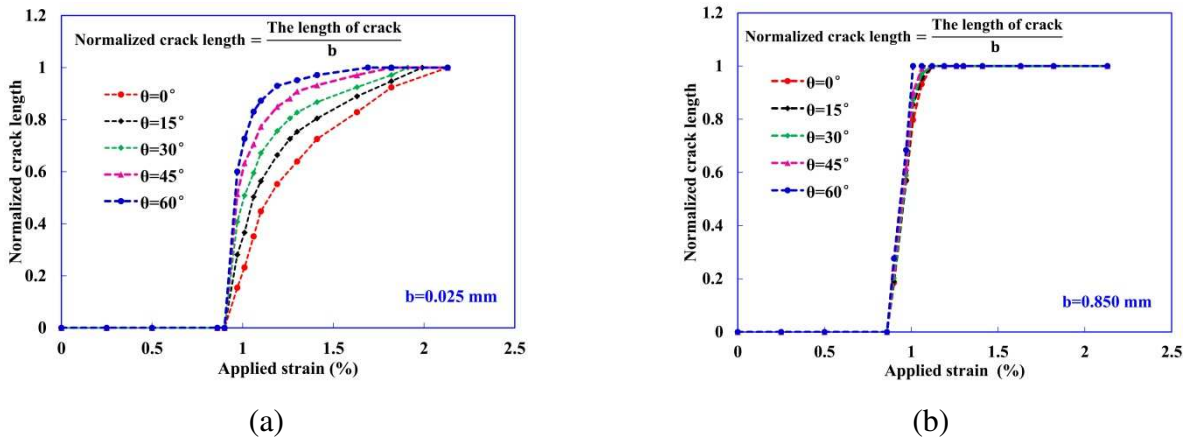 Normalized crack length = The length of crack / b
θ=0°
θ=15°
θ=30°
θ=45°
θ=60°
b=0.025 mm
Normalized crack length
1.2
1
0.8
0.6
0.4
0.2
0
0 0.5 1 1.5 2 2.5
Applied strain (%)
(a)
Normalized crack length = The length of crack / b
θ=0°
θ=15°
θ=30°
θ=45°
θ=60°
b=0.850 mm
Normalized crack length
1.2
1
0.8
0.6
0.4
0.2
0
0 0.5 1 1.5 2 2.5
Applied strain (%)
(b)